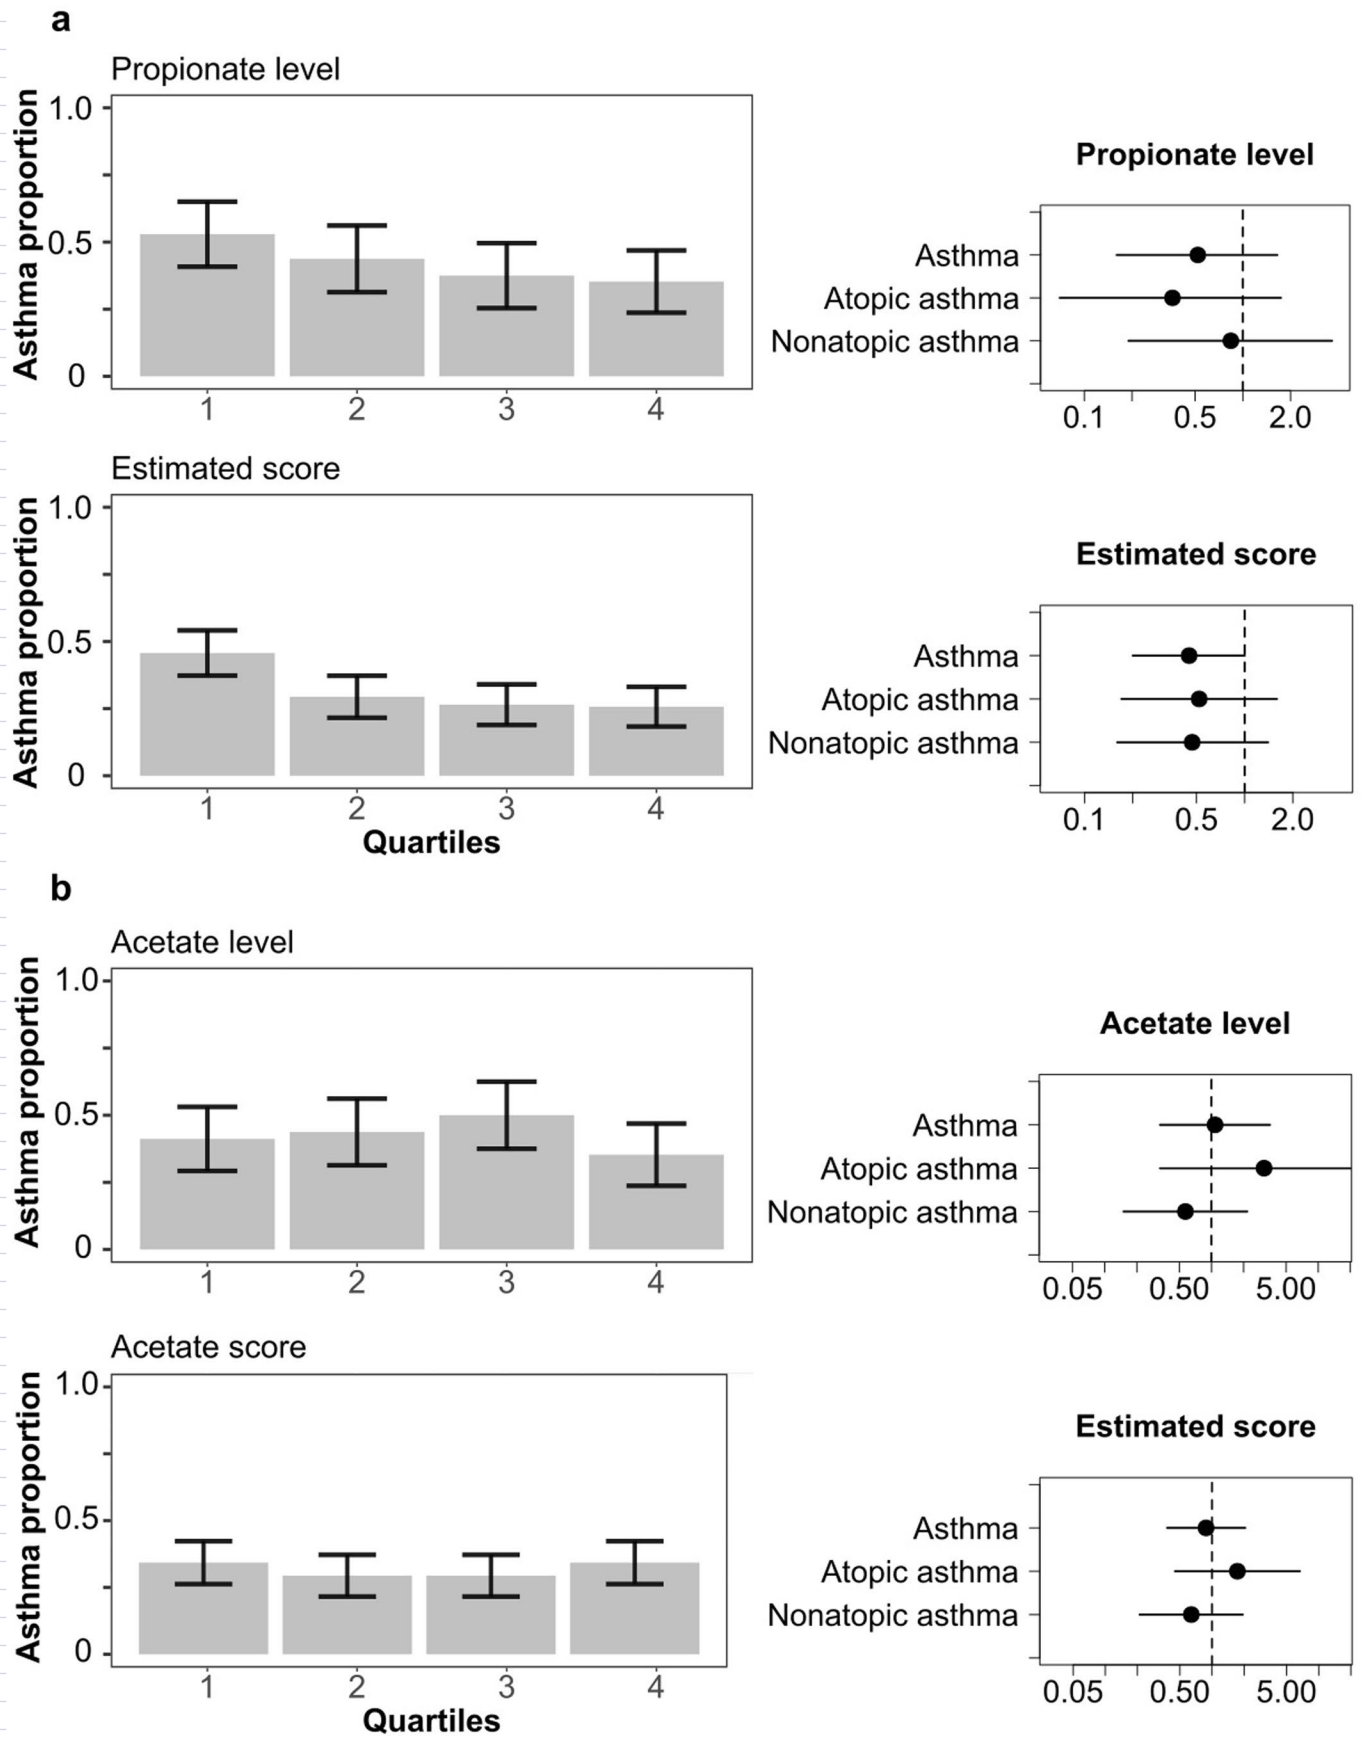 a
Propionate level
Asthma proportion
1.0
0.5
0
1 2 3 4
Propionate level
Asthma
Atopic asthma
Nonatopic asthma
0.1 0.5 2.0
Estimated score
Asthma proportion
1.0
0.5
0
1 2 3 4
Quartiles
Estimated score
Asthma
Atopic asthma
Nonatopic asthma
0.1 0.5 2.0
b
Acetate level
Asthma proportion
1.0
0.5
0
1 2 3 4
Acetate level
Asthma
Atopic asthma
Nonatopic asthma
0.05 0.50 5.00
Acetate score
Asthma proportion
1.0
0.5
0
1 2 3 4
Quartiles
Estimated score
Asthma
Atopic asthma
Nonatopic asthma
0.05 0.50 5.00